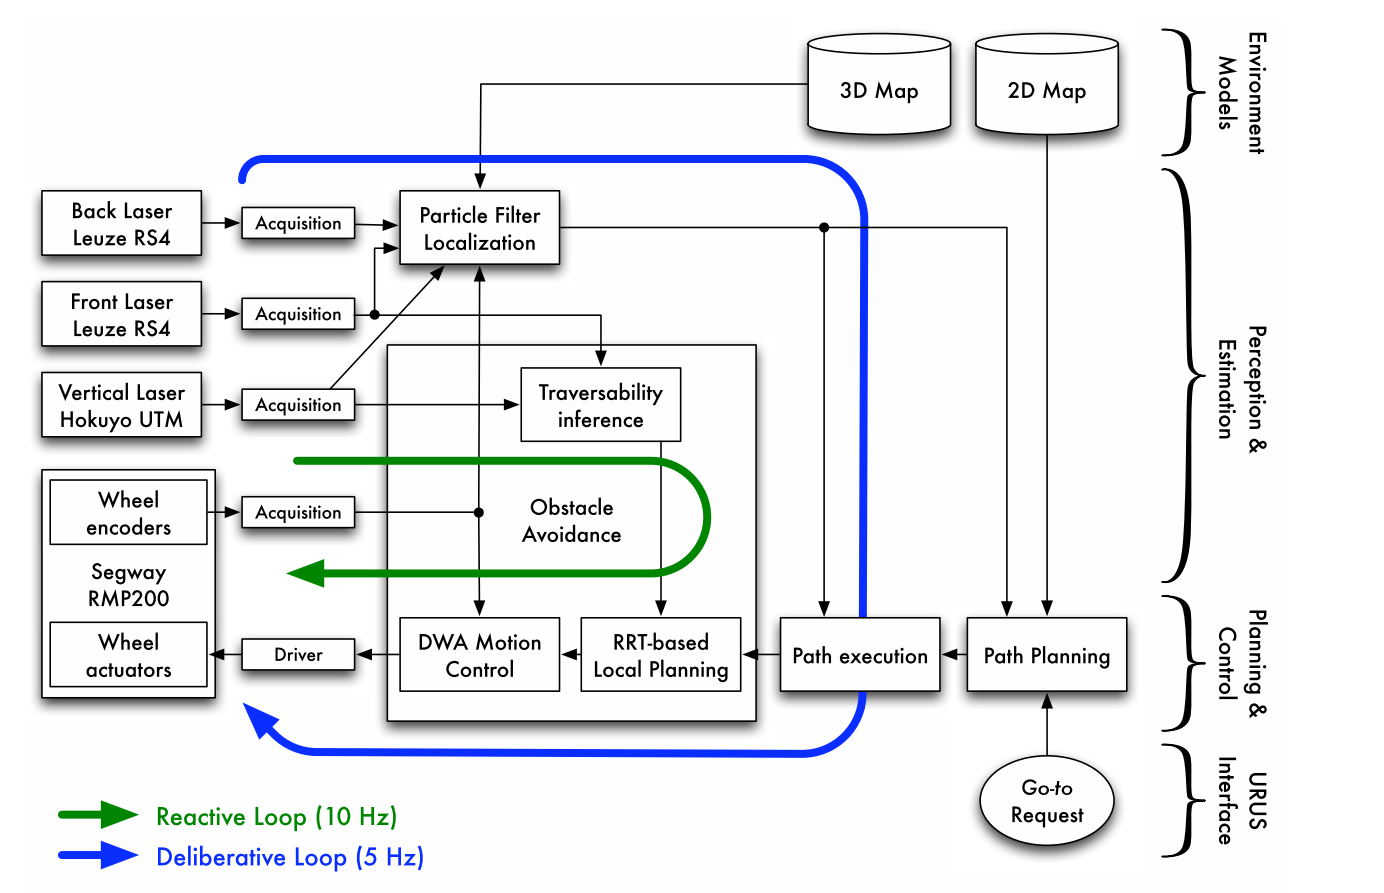 3D Map
2D Map
Environment
Models
Back Laser
Leuze RS4
Acquisition
Particle Filter
Localization
Front Laser
Leuze RS4
Acquisition
Vertical Laser
Hokuyo UTM
Acquisition
Traversability
inference
Perception &
Estimation
Wheel
encoders
Acquisition
Obstacle
Avoidance
Segway
RMP200
Wheel
actuators
Driver
DWA Motion
Control
RRT-based
Local Planning
Path execution
Path Planning
Planning &
Control
Go-to
Request
URUS
Interface
Reactive Loop (10 Hz)
Deliberative Loop (5 Hz)